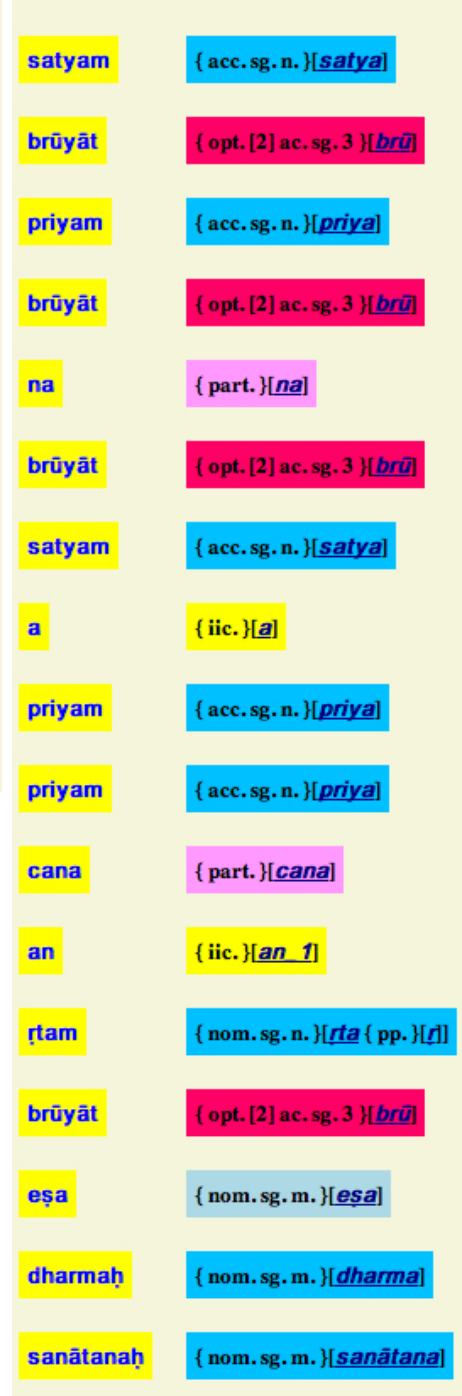 satyam { acc. sg. n. }[satya]
brūyāt { opt. [2] ac. sg. 3 }[brū]
priyam { acc. sg. n. }[priya]
brūyāt { opt. [2] ac. sg. 3 }[brū]
na { part. }[na]
brūyāt { opt. [2] ac. sg. 3 }[brū]
satyam { acc. sg. n. }[satya]
a { iic. }[a]
priyam { acc. sg. n. }[priya]
priyam { acc. sg. n. }[priya]
cana { part. }[cana]
an { iic. }[an_1]
ṛtam { nom. sg. n. }[ṛta { pp. }[ṛ]]
brūyāt { opt. [2] ac. sg. 3 }[brū]
eṣa { nom. sg. m. }[eṣa]
dharmaḥ { nom. sg. m. }[dharma]
sanātanaḥ { nom. sg. m. }[sanātana]